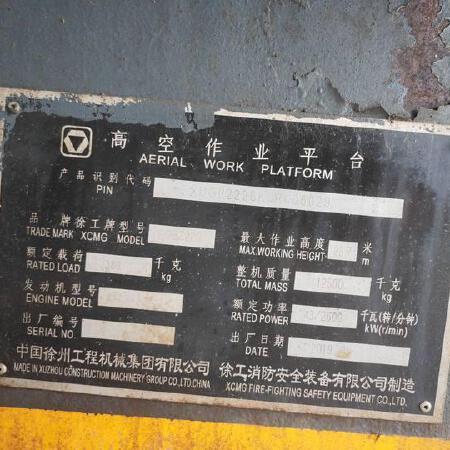 高空作业平台
AERIAL WORK PLATFORM
产品识别代码
PIN
品牌徐工牌型号
TRADE MARK XCMG MODEL
最大作业高度 米
MAX.WORKING HEIGHT m
额定载荷 千克
RATED LOAD kg
整机质量 12500 千克
TOTAL MASS kg
发动机型号
ENGINE MODEL
额定功率 43/2600 千瓦(转/分钟)
RATED POWER kW(r/min)
出厂编号
SERIAL NO.
出厂日期 2019
DATE
中国徐州工程机械集团有限公司 徐工消防安全装备有限公司制造
MADE IN XUZHOU CONSTRUCTION MACHINERY GROUP CO.,LTD.CHINA XCMG FIRE-FIGHTING SAFETY EQUIPMENT CO.,LTD.